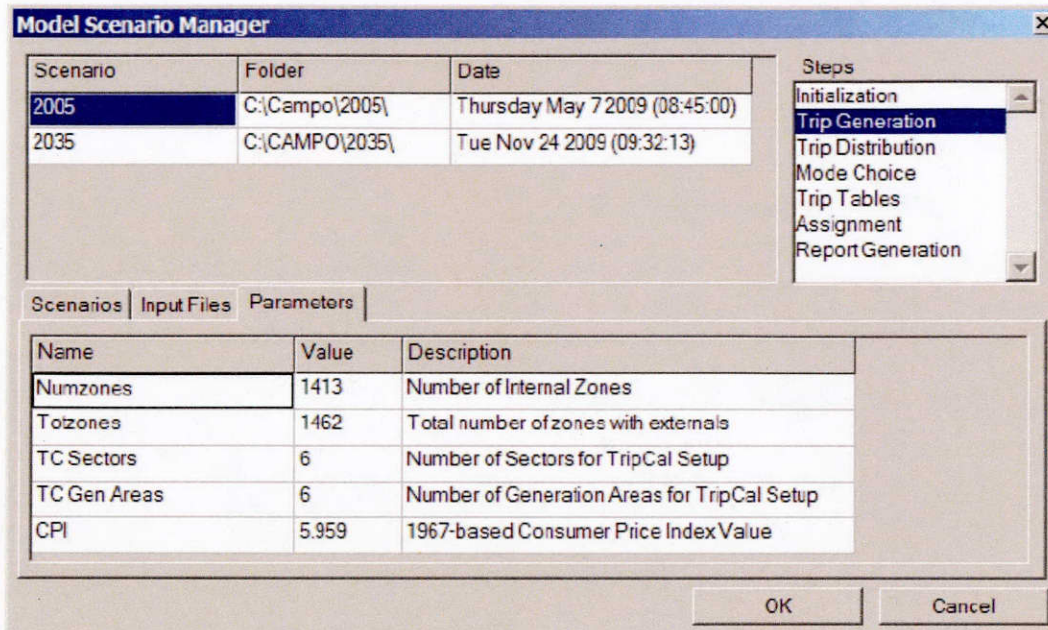 Model Scenario Manager
Scenario Folder Date
2005 C:\Campo\2005\ Thursday May 7 2009 (08:45:00)
2035 C:\CAMPO\2035\ Tue Nov 24 2009 (09:32:13)
Steps
Initialization
Trip Generation
Trip Distribution
Mode Choice
Trip Tables
Assignment
Report Generation
Scenarios Input Files Parameters
Name Value Description
Numzones 1413 Number of Internal Zones
Totzones 1462 Total number of zones with externals
TC Sectors 6 Number of Sectors for TripCal Setup
TC Gen Areas 6 Number of Generation Areas for TripCal Setup
CPI 5.959 1967-based Consumer Price Index Value
OK Cancel